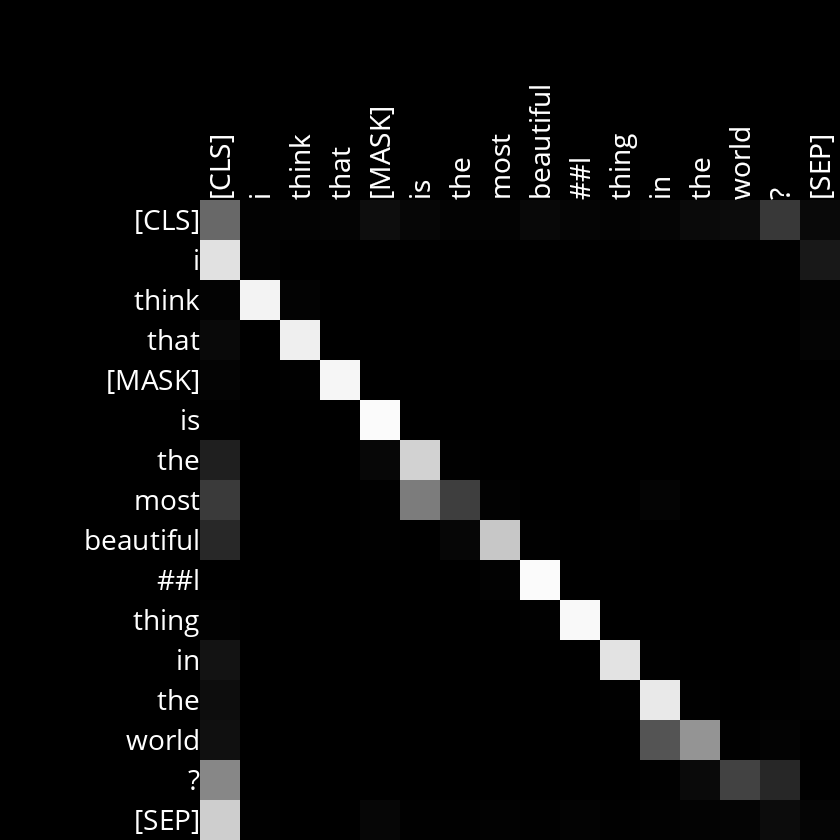 [CLS] i think that [MASK] is the most beautiful ##l thing in the world ? [SEP]
[CLS]
i
think
that
[MASK]
is
the
most
beautiful
##l
thing
in
the
world
?
[SEP]